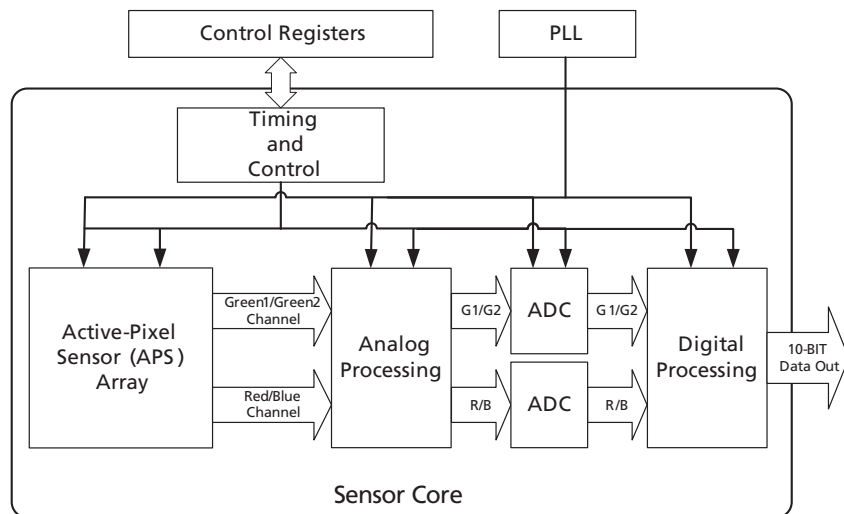 Control Registers
PLL
Timing
and
Control
Active-Pixel
Sensor (APS)
Array
Green1/Green2
Channel
Red/Blue
Channel
Analog
Processing
G1/G2
R/B
ADC
ADC
G1/G2
R/B
Digital
Processing
10-BIT
Data Out
Sensor Core